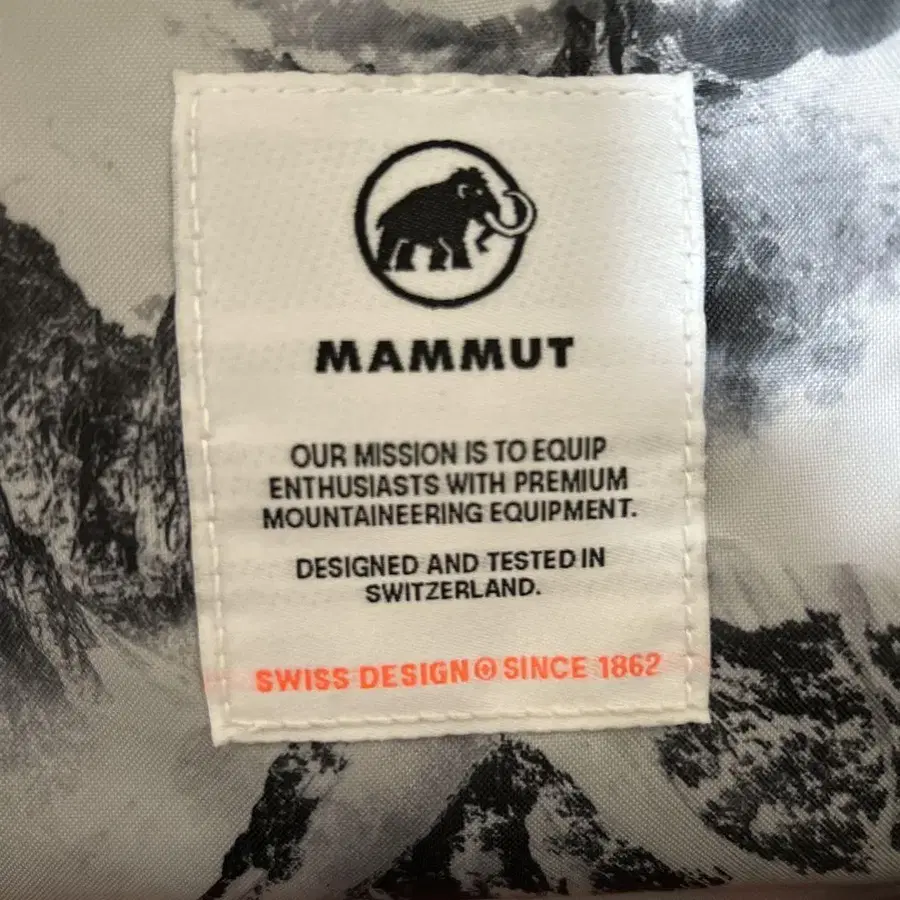 MAMMUT
OUR MISSION IS TO EQUIP
ENTHUSIASTS WITH PREMIUM
MOUNTAINEERING EQUIPMENT.
DESIGNED AND TESTED IN
SWITZERLAND.
SWISS DESIGN SINCE 1862